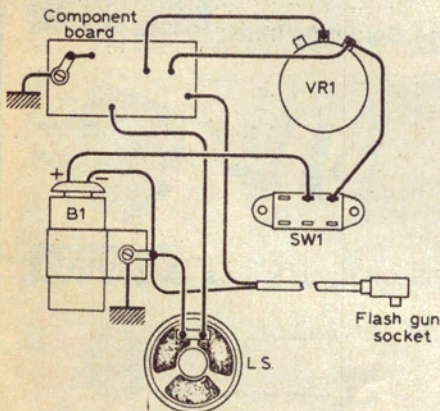 Component
board
VR1
+
−
B1
SW1
Flash gun
socket
L S.